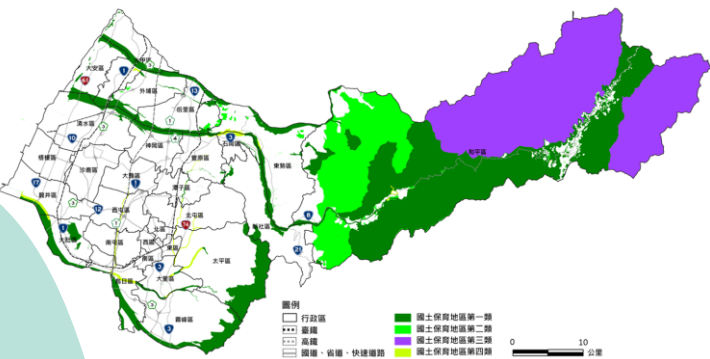 大甲區
大安區
外埔區
后里區
清水區
神岡區
石岡區
豐原區
東勢區
和平區
梧棲區
沙鹿區
大雅區
潭子區
龍井區
西屯區
北屯區
新社區
大肚區
南屯區
西區
北區
東區
南區
太平區
烏日區
大里區
霧峰區
圖例
行政區
臺鐵
高鐵
國道、省道、快速道路
國土保育地區第一類
國土保育地區第二類
國土保育地區第三類
國土保育地區第四類
0 10
公里